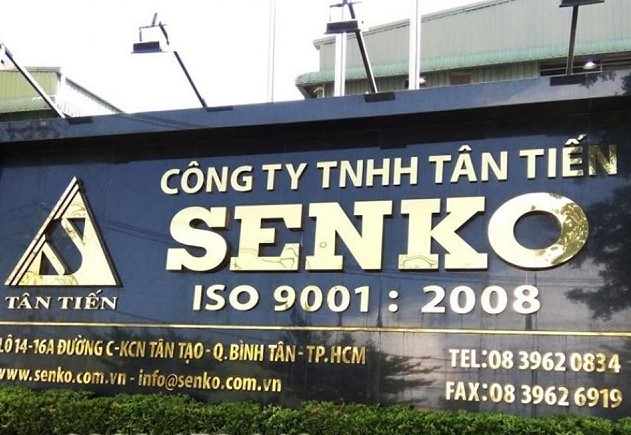 CÔNG TY TNHH TÂN TIẾN
SENKO
TÂN TIẾN
ISO 9001 : 2008
LÔ 14-16A ĐƯỜNG C-KCN TÂN TẠO - Q. BÌNH TÂN - TP. HCM
www.senko.com.vn - info@senko.com.vn
TEL: 08 3962 0834
FAX: 08 3962 6919